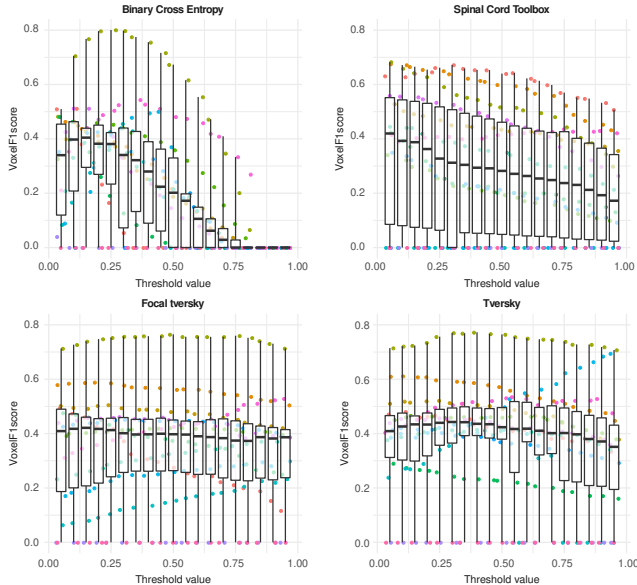 Binary Cross Entropy
VoxelF1score
0.8
0.6
0.4
0.2
0.0
0.00 0.25 0.50 0.75 1.00
Threshold value
Spinal Cord Toolbox
VoxelF1score
0.8
0.6
0.4
0.2
0.0
0.00 0.25 0.50 0.75 1.00
Threshold value
Focal tversky
VoxelF1score
0.8
0.6
0.4
0.2
0.0
0.00 0.25 0.50 0.75 1.00
Threshold value
Tversky
VoxelF1score
0.8
0.6
0.4
0.2
0.0
0.00 0.25 0.50 0.75 1.00
Threshold value